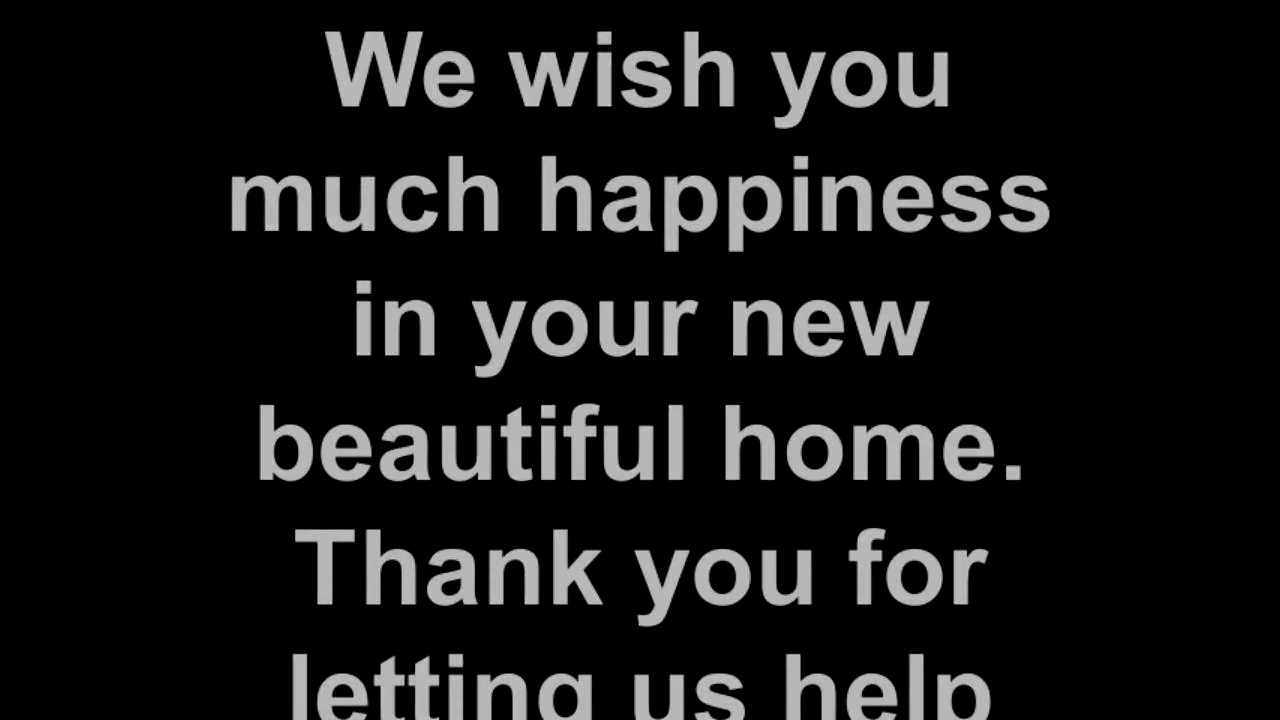 We wish you
much happiness
in your new
beautiful home.
Thank you for
letting us help